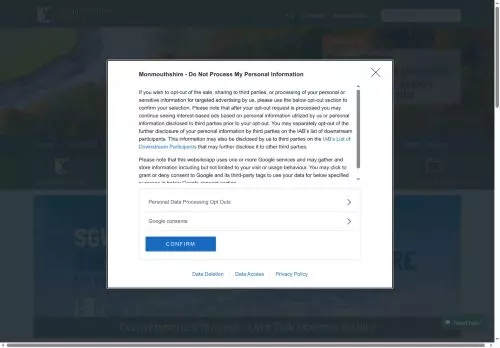 Monmouthshire - Do Not Process My Personal Information
If you wish to opt-out of the sale, sharing to third parties, or processing of your personal or
sensitive information for targeted advertising by us, please use the below opt-out section to
confirm your selection. Please note that after your opt-out request is processed you may
continue seeing interest-based ads based on personal information utilized by us or personal
information disclosed to third parties prior to your opt-out. You may separately opt-out of the
further disclosure of your personal information by third parties on the IAB's list of downstream
participants. This information may also be disclosed by us to third parties on the IAB's List of
Downstream Participants that may further disclose it to other third parties.
Please note that this website/app uses one or more Google services and may gather and
store information including but not limited to your visit or usage behaviour. You may click to
grant or deny consent to Google and its third-party tags to use your data for below specified
purposes in below Google consent section.
Personal Data Processing Opt Outs
Google consents
CONFIRM
Data Deletion
Data Access
Privacy Policy
Need help?